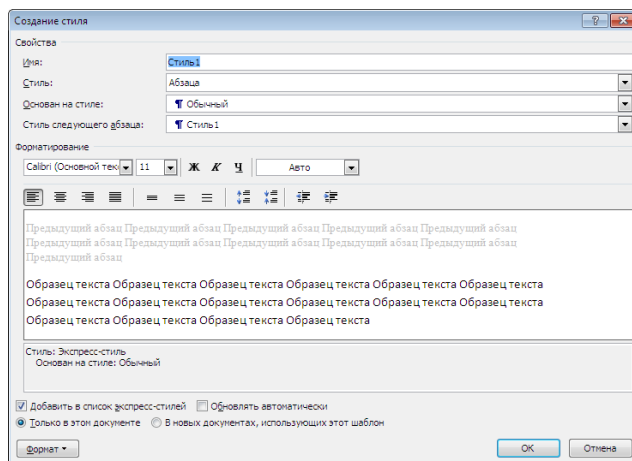 Создание стиля
Свойства
Имя: Стиль1
Стиль: Абзаца
Основан на стиле: ¶ Обычный
Стиль следующего абзаца: ¶ Стиль1
Форматирование
Calibri (Основной тек 11 Ж К Ч Авто
Предыдущий абзац Предыдущий абзац Предыдущий абзац Предыдущий абзац Предыдущий абзац
Предыдущий абзац Предыдущий абзац Предыдущий абзац Предыдущий абзац Предыдущий абзац
Предыдущий абзац
Образец текста Образец текста Образец текста Образец текста Образец текста Образец текста
Образец текста Образец текста Образец текста Образец текста Образец текста Образец текста
Образец текста Образец текста Образец текста Образец текста
Стиль: Экспресс-стиль
Основан на стиле: Обычный
Добавить в список экспресс-стилей Обновлять автоматически
Только в этом документе В новых документах, использующих этот шаблон
Формат ОК Отмена